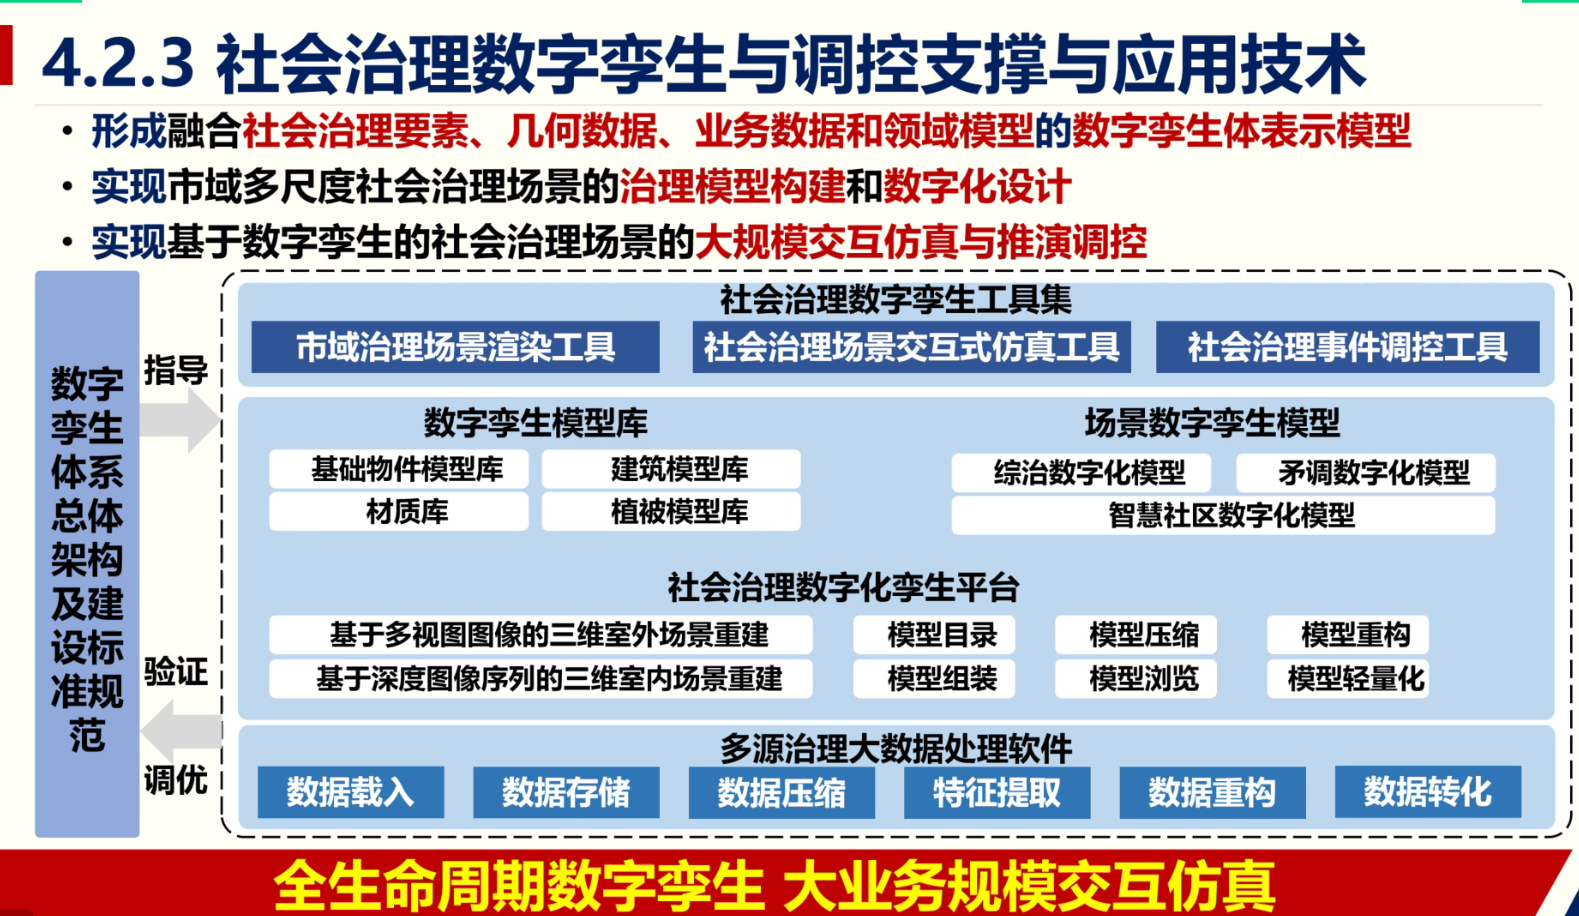 4.2.3 社会治理数字孪生与调控支撑与应用技术
• 形成融合社会治理要素、几何数据、业务数据和领域模型的数字孪生体表示模型
• 实现市域多尺度社会治理场景的治理模型构建和数字化设计
• 实现基于数字孪生的社会治理场景的大规模交互仿真与推演调控
数字
孪生
体系
总体
架构
及建
设标
准规
范
指导
验证
调优
社会治理数字孪生工具集
市域治理场景渲染工具
社会治理场景交互式仿真工具
社会治理事件调控工具
数字孪生模型库
基础物件模型库
建筑模型库
材质库
植被模型库
场景数字孪生模型
综治数字化模型
矛调数字化模型
智慧社区数字化模型
社会治理数字化孪生平台
基于多视图图像的三维室外场景重建
模型目录
模型压缩
模型重构
基于深度图像序列的三维室内场景重建
模型组装
模型浏览
模型轻量化
多源治理大数据处理软件
数据载入
数据存储
数据压缩
特征提取
数据重构
数据转化
全生命周期数字孪生 大业务规模交互仿真